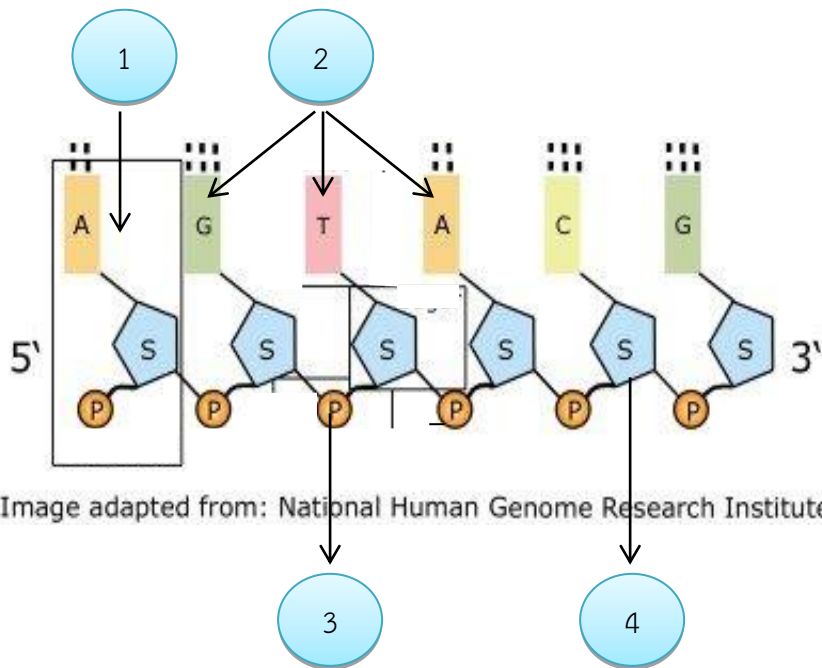 1 2
A G T A C G
5' S S S S S S 3'
P P P P P P
Image adapted from: National Human Genome Research Institute
3 4